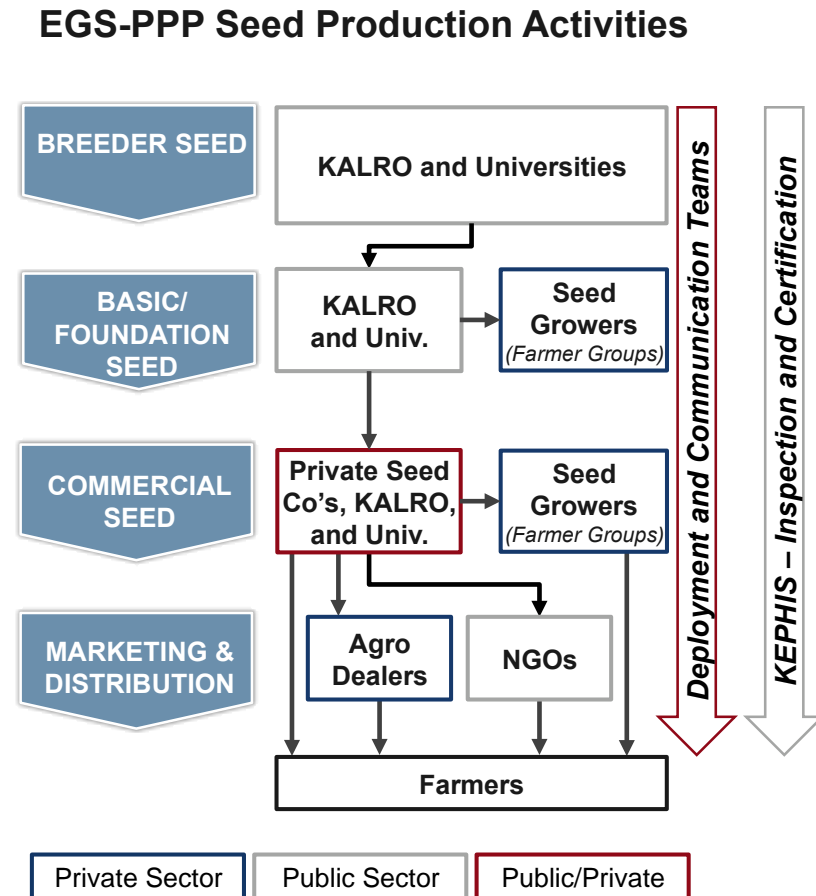 EGS-PPP Seed Production Activities
BREEDER SEED
KALRO and Universities
BASIC/
FOUNDATION
SEED
KALRO
and Univ.
Seed
Growers
(Farmer Groups)
COMMERCIAL
SEED
Private Seed
Co’s, KALRO,
and Univ.
Seed
Growers
(Farmer Groups)
MARKETING &
DISTRIBUTION
Agro
Dealers
NGOs
Farmers
Deployment and Communication Teams
KEPHIS – Inspection and Certification
Private Sector
Public Sector
Public/Private